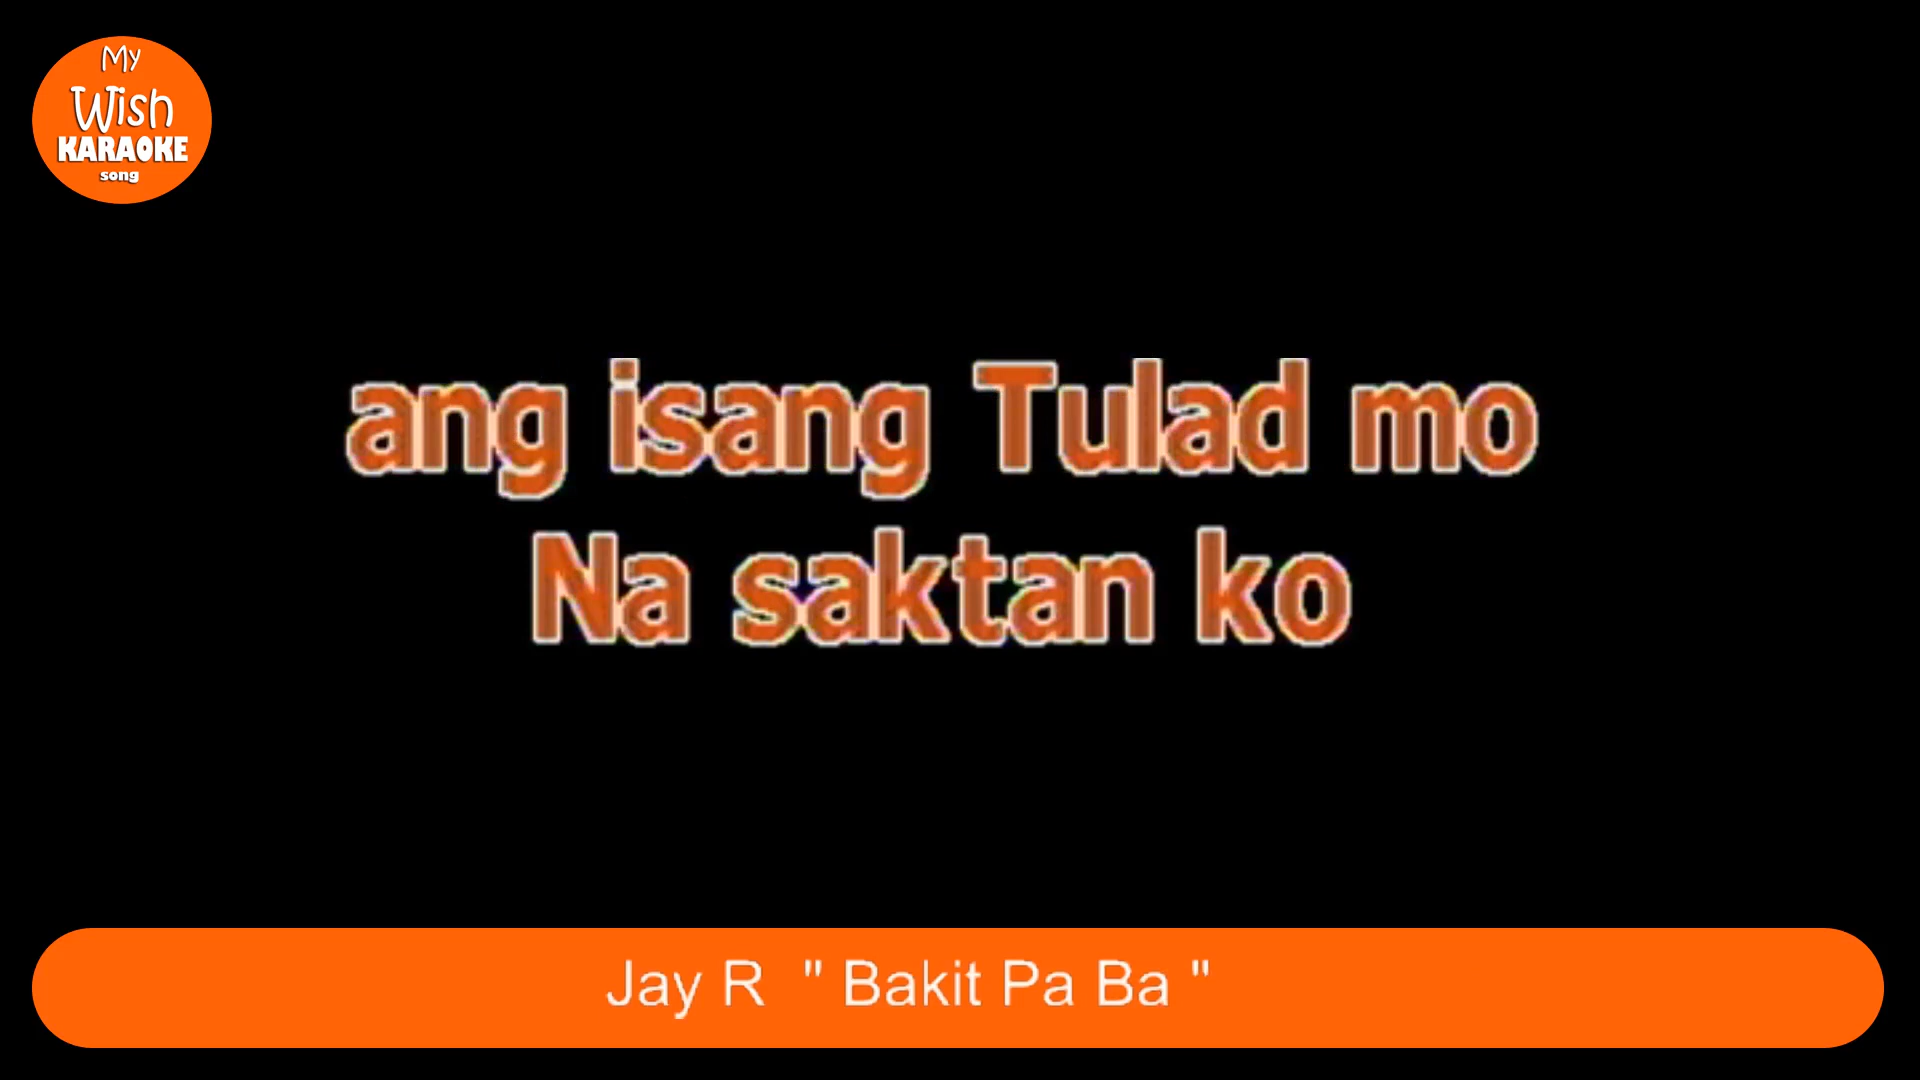 My
Wish
KARAOKE
song
ang isang Tulad mo
Na saktan ko
Jay R " Bakit Pa Ba "